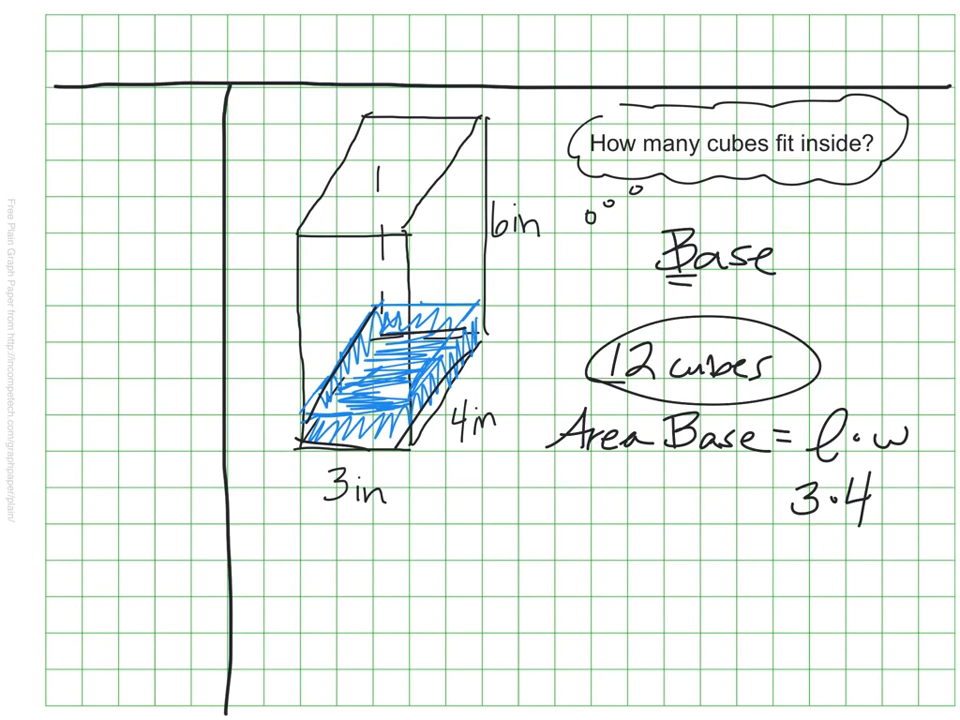 How many cubes fit inside?
6in
Base
12 cubes
4in
Area Base = l·w
3in
3·4
Free Plain Graph Paper from http://incompetech.com/graphpaper/plain/